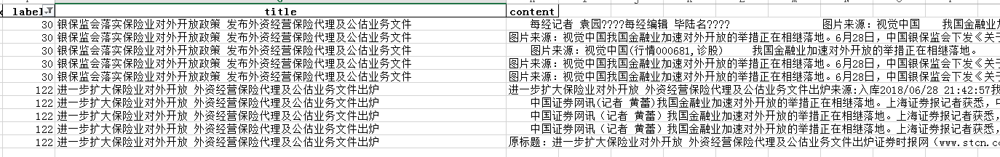 label title content
30 银保监会落实保险业对外开放政策 发布外资经营保险代理及公估业务文件 每经记者 袁园????每经编辑 毕陆名???? 图片来源：视觉中国 我国金融业加
30 银保监会落实保险业对外开放政策 发布外资经营保险代理及公估业务文件 图片来源：视觉中国我国金融业加速对外开放的举措正在相继落地。6月28日，中国银保监会下发《关于
30 银保监会落实保险业对外开放政策 发布外资经营保险代理及公估业务文件 图片来源：视觉中国(行情000681,诊股) 我国金融业加速对外开放的举措正在相继落地。
30 银保监会落实保险业对外开放政策 发布外资经营保险代理及公估业务文件 图片来源：视觉中国我国金融业加速对外开放的举措正在相继落地。6月28日，中国银保监会下发《关于
30 银保监会落实保险业对外开放政策 发布外资经营保险代理及公估业务文件 图片来源：视觉中国我国金融业加速对外开放的举措正在相继落地。6月28日，中国银保监会下发《关于
122 进一步扩大保险业对外开放 外资经营保险代理及公估业务文件出炉 进一步扩大保险业对外开放 外资经营保险代理及公估业务文件出炉来源:入库2018/06/28 21:42:57我
122 进一步扩大保险业对外开放 外资经营保险代理及公估业务文件出炉 中国证券网讯(记者 黄蕾)我国金融业加速对外开放的举措正在相继落地。上海证券报记者获悉，中
122 进一步扩大保险业对外开放 外资经营保险代理及公估业务文件出炉 中国证券网讯（记者 黄蕾）我国金融业加速对外开放的举措正在相继落地。上海证券报记者获悉，
122 进一步扩大保险业对外开放 外资经营保险代理及公估业务文件出炉 中国证券网讯（记者 黄蕾）我国金融业加速对外开放的举措正在相继落地。上海证券报记者获悉，
122 进一步扩大保险业对外开放 外资经营保险代理及公估业务文件出炉 原标题：进一步扩大保险业对外开放 外资经营保险代理及公估业务文件出炉证券时报网（www.stcn.co